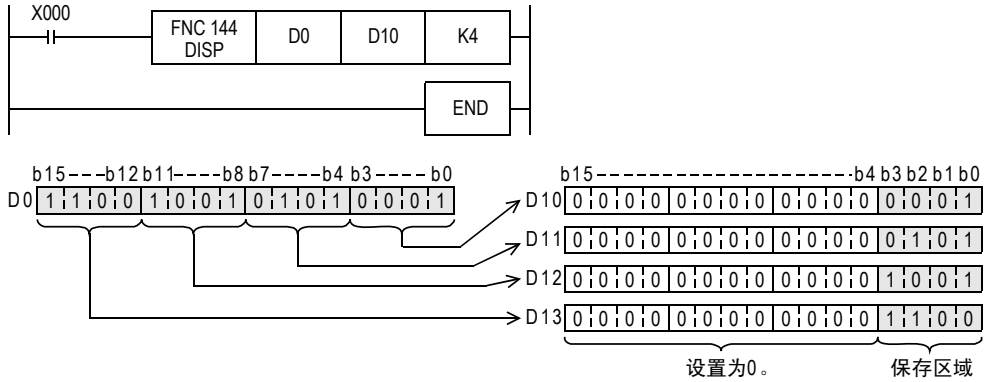 X000
FNC 144 DISP D0 D10 K4
END
b15 b12 b11 b8 b7 b4 b3 b0
D0 1 1 0 0 1 0 0 1 0 1 0 1 0 0 0 1
b15 b4 b3 b2 b1 b0
D10 0 0 0 0 0 0 0 0 0 0 0 0 0 0 0 1
D11 0 0 0 0 0 0 0 0 0 0 0 0 0 1 0 1
D12 0 0 0 0 0 0 0 0 0 0 0 0 1 0 0 1
D13 0 0 0 0 0 0 0 0 0 0 0 0 1 1 0 0
设置为0。 保存区域